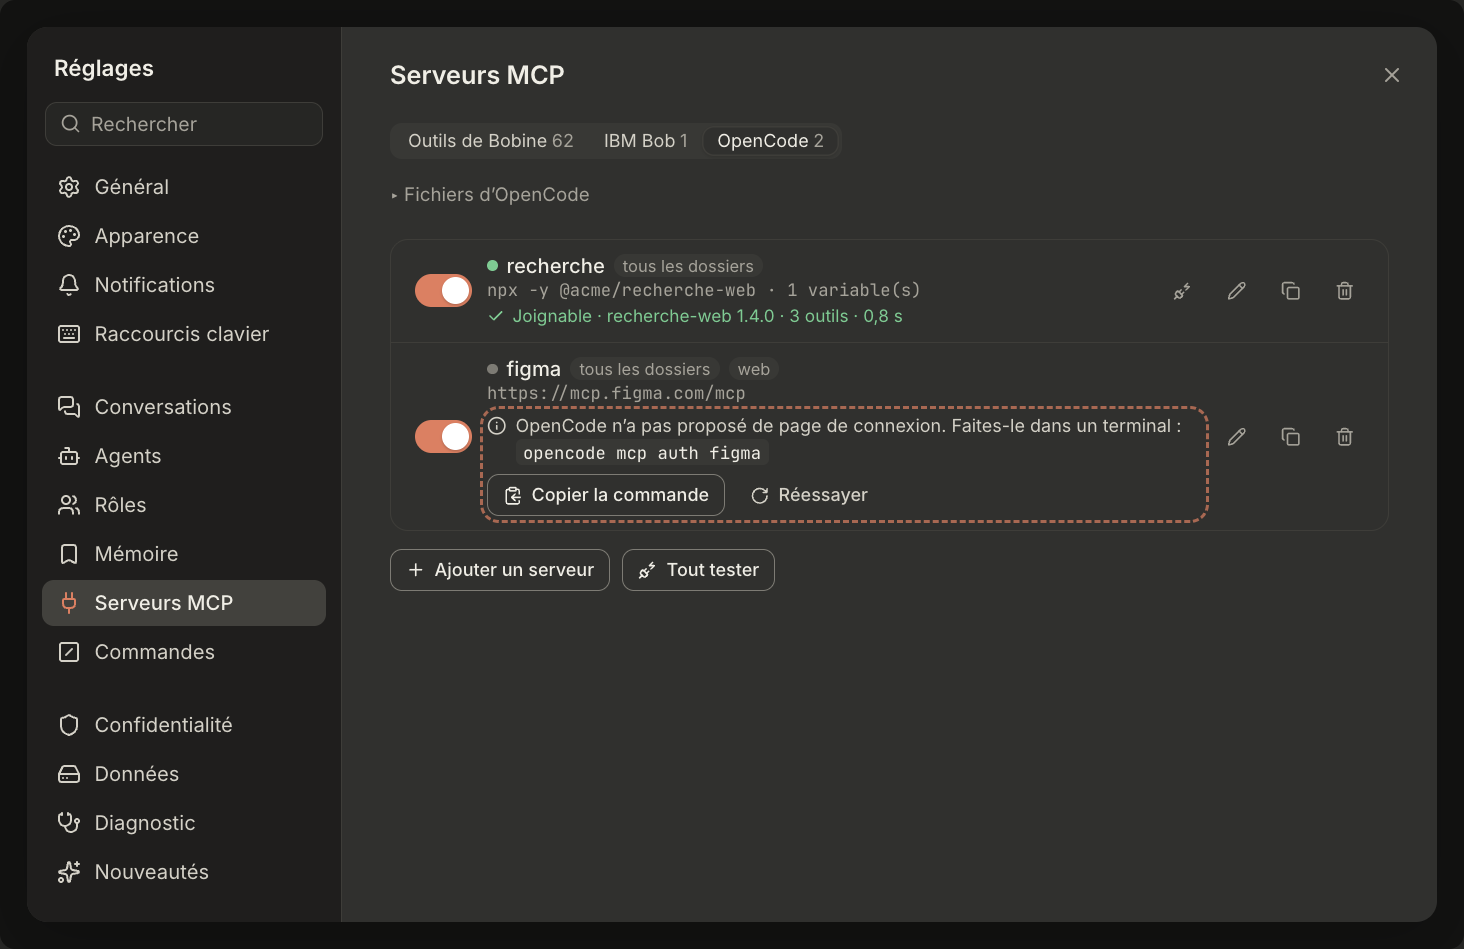 Réglages
Rechercher
Général
Apparence
Notifications
Raccourcis clavier
Conversations
Agents
Rôles
Mémoire
Serveurs MCP
Commandes
Confidentialité
Données
Diagnostic
Nouveautés
Serveurs MCP
Outils de Bobine 62 IBM Bob 1 OpenCode 2
Fichiers d’OpenCode
recherche tous les dossiers
npx -y @acme/recherche-web · 1 variable(s)
Joignable · recherche-web 1.4.0 · 3 outils · 0,8 s
figma tous les dossiers web
https://mcp.figma.com/mcp
OpenCode n’a pas proposé de page de connexion. Faites-le dans un terminal :
opencode mcp auth figma
Copier la commande Réessayer
Ajouter un serveur Tout tester